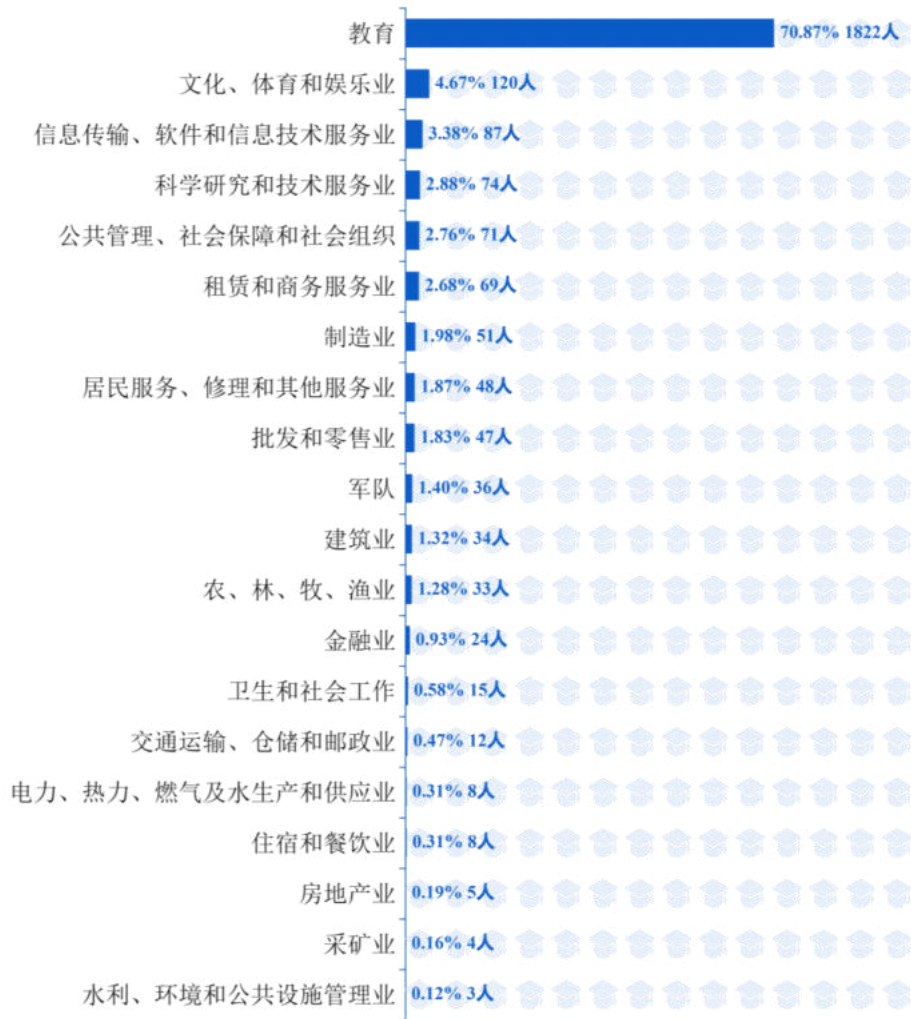 教育 70.87% 1822人
文化、体育和娱乐业 4.67% 120人
信息传输、软件和信息技术服务业 3.38% 87人
科学研究和技术服务业 2.88% 74人
公共管理、社会保障和社会组织 2.76% 71人
租赁和商务服务业 2.68% 69人
制造业 1.98% 51人
居民服务、修理和其他服务业 1.87% 48人
批发和零售业 1.83% 47人
军队 1.40% 36人
建筑业 1.32% 34人
农、林、牧、渔业 1.28% 33人
金融业 0.93% 24人
卫生和社会工作 0.58% 15人
交通运输、仓储和邮政业 0.47% 12人
电力、热力、燃气及水生产和供应业 0.31% 8人
住宿和餐饮业 0.31% 8人
房地产业 0.19% 5人
采矿业 0.16% 4人
水利、环境和公共设施管理业 0.12% 3人